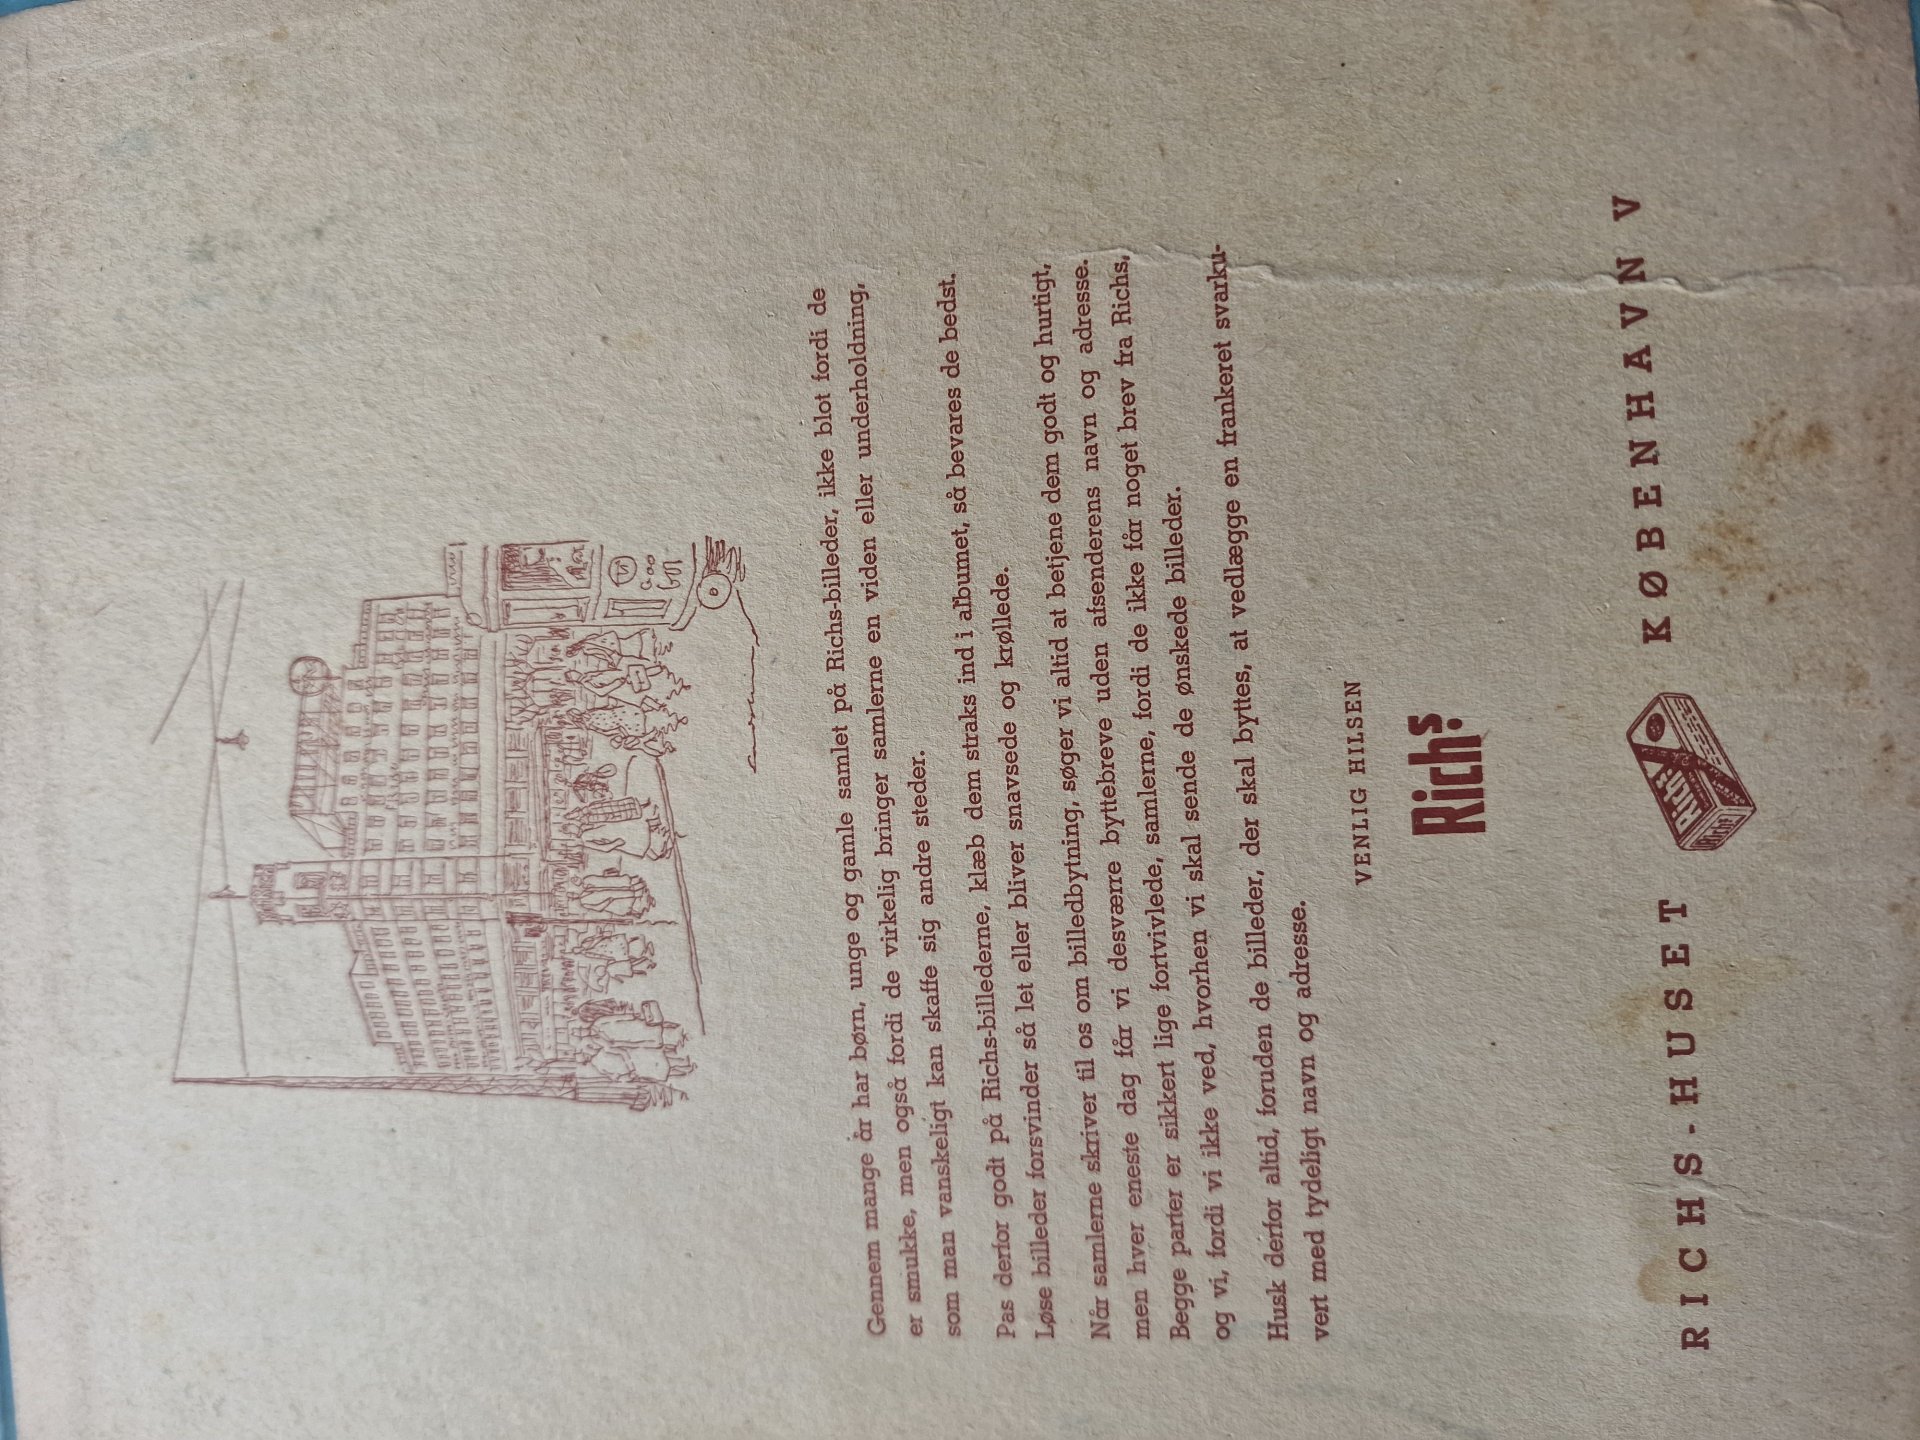 Gennem mange år har børn, unge og gamle samlet på Richs-billeder, ikke blot fordi de
er smukke, men også fordi de virkelig bringer samlerne en viden eller underholdning,
som man vanskeligt kan skaffe sig andre steder.
Pas derfor godt på Richs-billederne, klæb dem straks ind i albumet, så bevares de bedst.
Løse billeder forsvinder så let eller bliver snavsede og krøllede.
Når samlerne skriver til os om billedbytning, søger vi altid at betjene dem godt og hurtigt,
men hver eneste dag får vi desværre byttebreve uden afsenderens navn og adresse.
Begge parter er sikkert lige fortvivlede, samlerne, fordi de ikke får noget brev fra Richs,
og vi, fordi vi ikke ved, hvorhen vi skal sende de ønskede billeder.
Husk derfor altid, foruden de billeder, der skal byttes, at vedlægge en frankeret svarku-
vert med tydeligt navn og adresse.
VENLIG HILSEN
Richs
RICHS-HUSET Richs Richs KØBENHAVN V